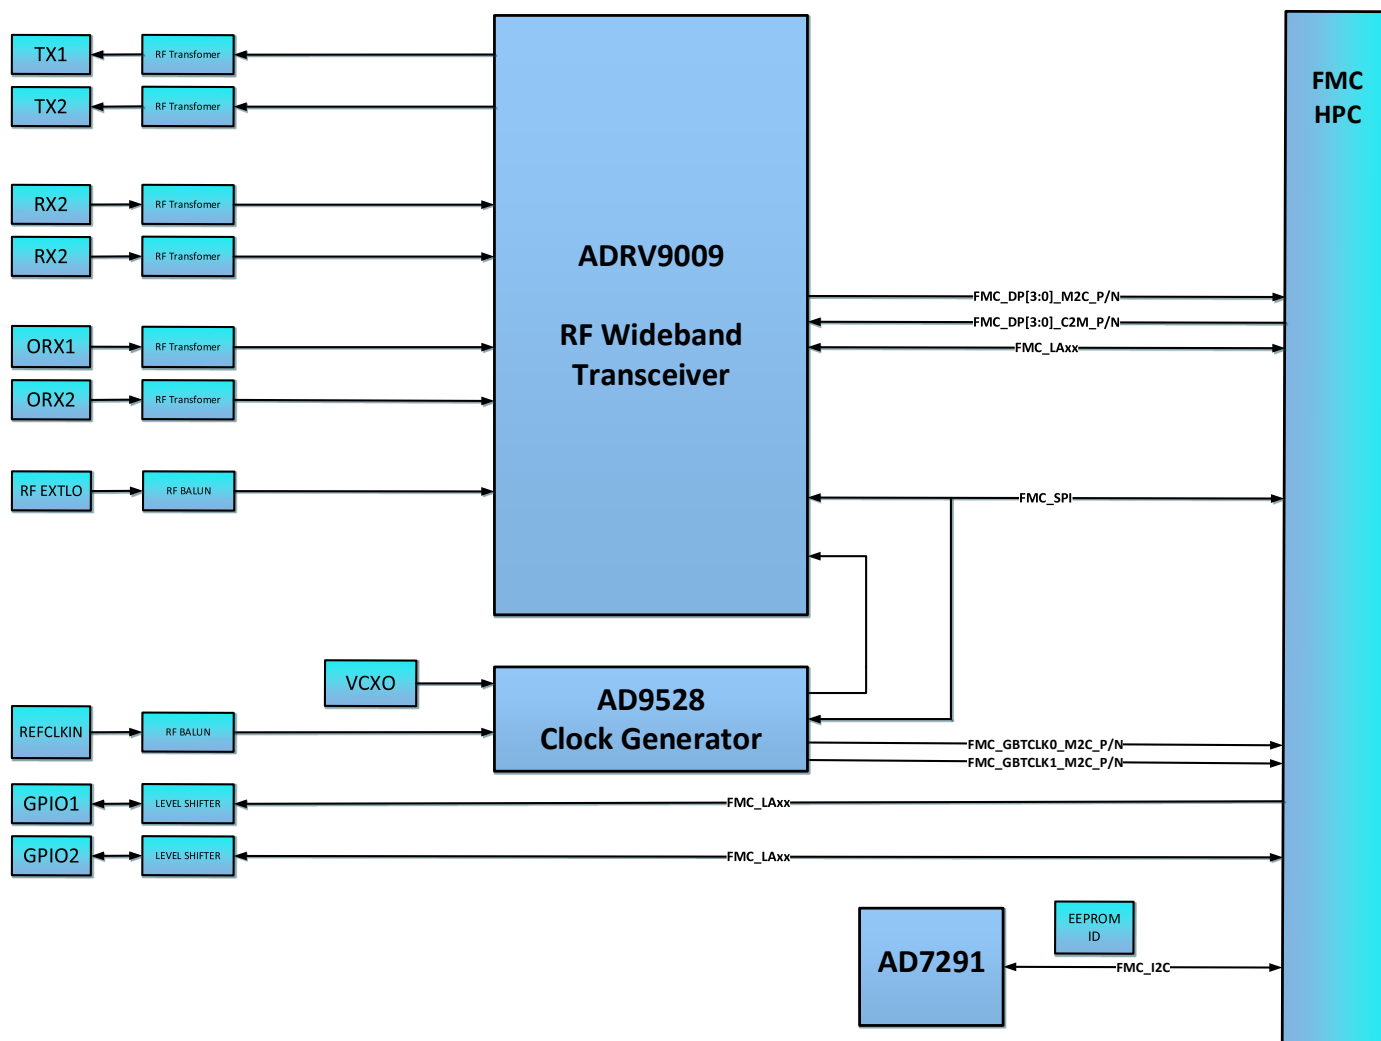 TX1
RF Transfomer
TX2
RF Transfomer
RX2
RF Transfomer
RX2
RF Transfomer
ORX1
RF Transfomer
ORX2
RF Transfomer
RF EXTLO
RF BALUN
ADRV9009
RF Wideband
Transceiver
FMC
HPC
FMC_DP[3:0]_M2C_P/N
FMC_DP[3:0]_C2M_P/N
FMC_LAxx
FMC_SPI
VCXO
REFCLKIN
RF BALUN
AD9528
Clock Generator
FMC_GBTCLK0_M2C_P/N
FMC_GBTCLK1_M2C_P/N
GPIO1
LEVEL SHIFTER
FMC_LAxx
GPIO2
LEVEL SHIFTER
FMC_LAxx
AD7291
EEPROM
ID
FMC_I2C